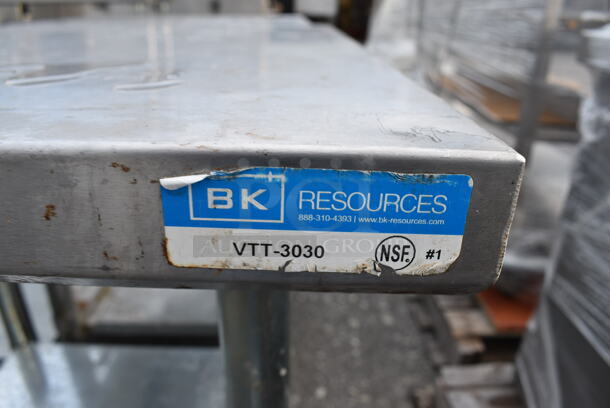 BK RESOURCES
888-310-4393 | www.bk-resources.com
VTT-3030 NSF. #1